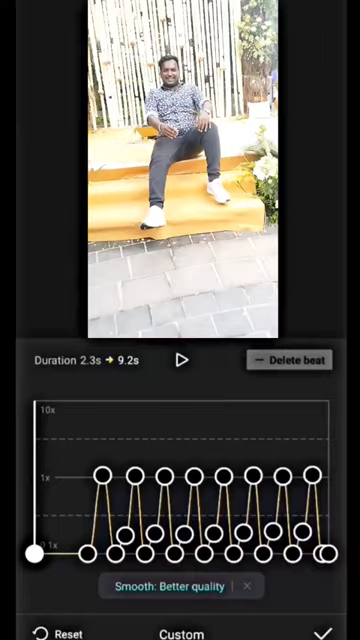 Duration 2.3s → 9.2s
— Delete beat
10x
1x
0.1x
Smooth: Better quality | ×
Reset
Custom